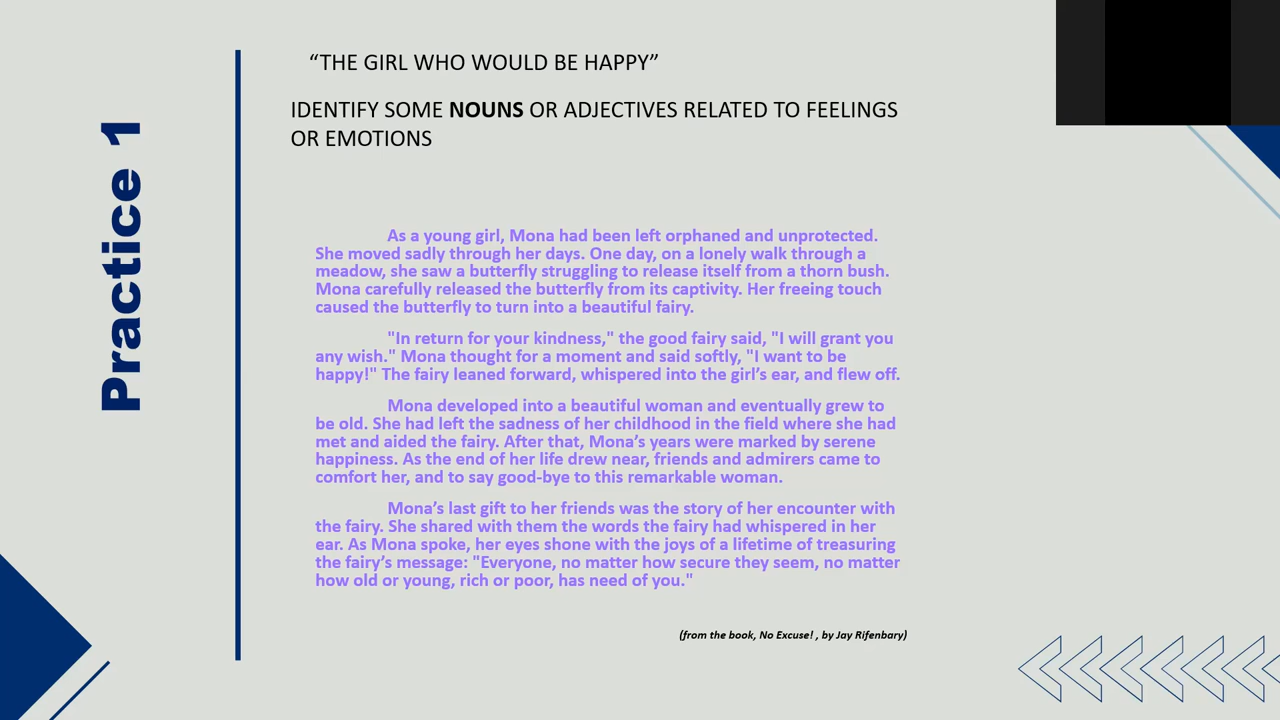 Practice 1
“THE GIRL WHO WOULD BE HAPPY”
IDENTIFY SOME NOUNS OR ADJECTIVES RELATED TO FEELINGS
OR EMOTIONS
As a young girl, Mona had been left orphaned and unprotected.
She moved sadly through her days. One day, on a lonely walk through a
meadow, she saw a butterfly struggling to release itself from a thorn bush.
Mona carefully released the butterfly from its captivity. Her freeing touch
caused the butterfly to turn into a beautiful fairy.
"In return for your kindness," the good fairy said, "I will grant you
any wish." Mona thought for a moment and said softly, "I want to be
happy!" The fairy leaned forward, whispered into the girl’s ear, and flew off.
Mona developed into a beautiful woman and eventually grew to
be old. She had left the sadness of her childhood in the field where she had
met and aided the fairy. After that, Mona’s years were marked by serene
happiness. As the end of her life drew near, friends and admirers came to
comfort her, and to say good-bye to this remarkable woman.
Mona’s last gift to her friends was the story of her encounter with
the fairy. She shared with them the words the fairy had whispered in her
ear. As Mona spoke, her eyes shone with the joys of a lifetime of treasuring
the fairy’s message: "Everyone, no matter how secure they seem, no matter
how old or young, rich or poor, has need of you."
(from the book, No Excuse! , by Jay Rifenbary)